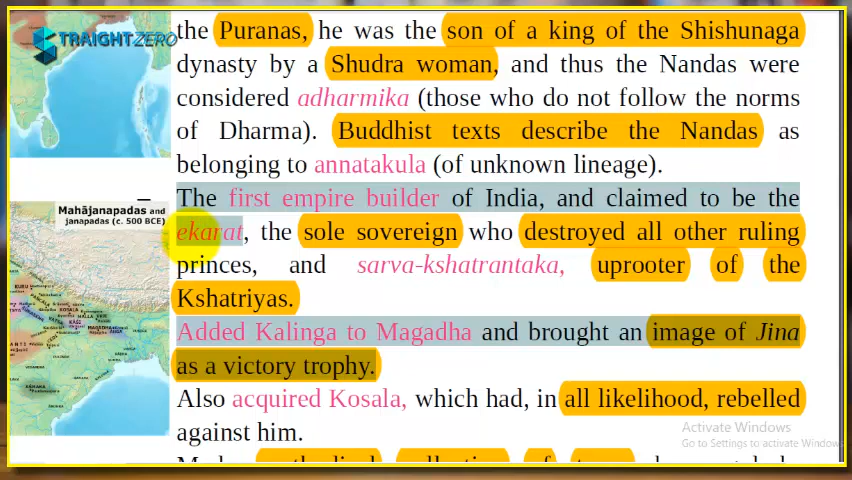 the Puranas, he was the son of a king of the Shishunaga
STRAIGHTZERO
dynasty by a Shudra woman, and thus the Nandas were
considered adharmika (those who do not follow the norms
of Dharma). Buddhist texts describe the Nandas as
belonging to annatakula (of unknown lineage).
The first empire builder of India, and claimed to be the
Mahājanapadas and
janapadas (c. 500 BCE)
ekarat, the sole sovereign who destroyed all other ruling
princes, and sarva-kshatrantaka, uprooter of the
Kshatriyas.
Added Kalinga to Magadha and brought an image of Jina
as a victory trophy.
Also acquired Kosala, which had, in all likelihood, rebelled
against him.
Activate Windows
Go to Settings to activate Windows